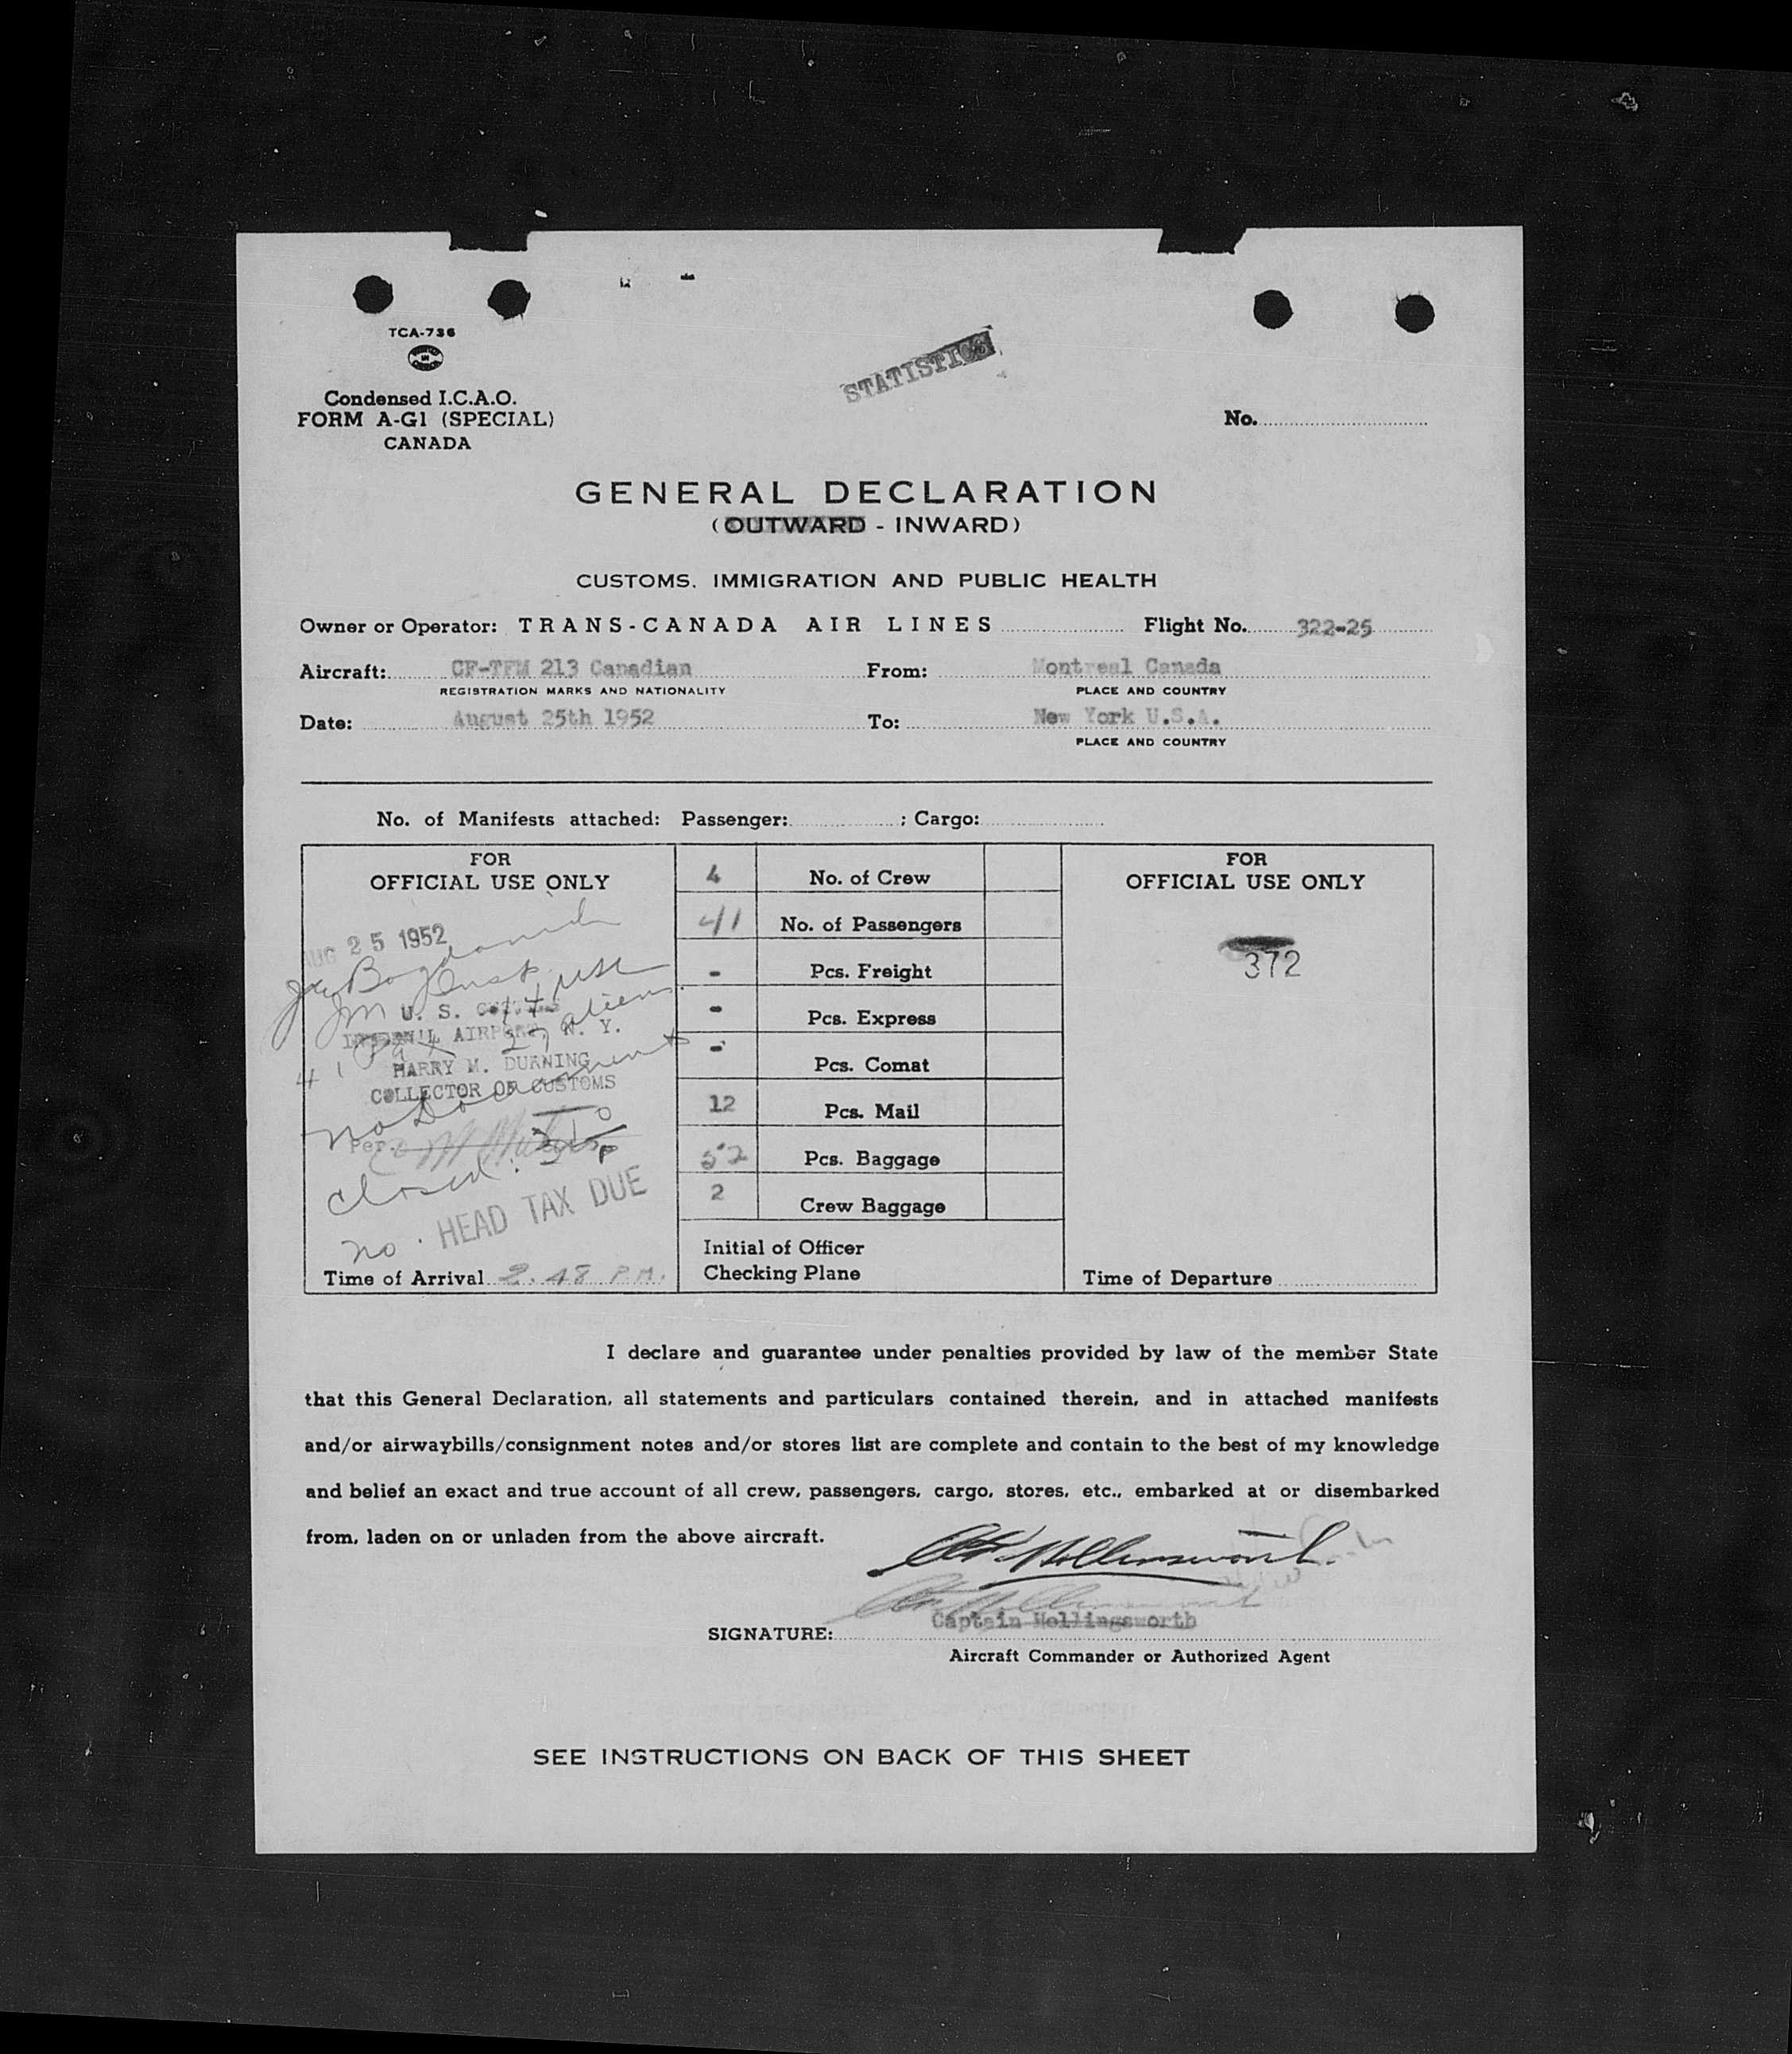 TCA-736
Condensed I.C.A.O.
FORM A-G1 (SPECIAL)
CANADA
STATISTICS
No.
GENERAL DECLARATION
(OUTWARD - INWARD)
CUSTOMS, IMMIGRATION AND PUBLIC HEALTH
Owner or Operator: TRANS-CANADA AIR LINES Flight No. 322-25
Aircraft: CF-TFM 213 Canadian From: Montreal Canada
REGISTRATION MARKS AND NATIONALITY PLACE AND COUNTRY
Date: August 25th 1952 To: New York U.S.A.
PLACE AND COUNTRY
No. of Manifests attached: Passenger: ; Cargo:
FOR
OFFICIAL USE ONLY
AUG 25 1952
U. S.
AIRPORT, N. Y.
41
HARRY M. DURNING
COLLECTOR OF CUSTOMS
no Document
Per.
closed:
no. HEAD TAX DUE
Time of Arrival 2.48 P.M.
4 No. of Crew
41 No. of Passengers
- Pcs. Freight
- Pcs. Express
- Pcs. Comat
12 Pcs. Mail
52 Pcs. Baggage
2 Crew Baggage
Initial of Officer
Checking Plane
FOR
OFFICIAL USE ONLY
372
Time of Departure
I declare and guarantee under penalties provided by law of the member State
that this General Declaration, all statements and particulars contained therein, and in attached manifests
and/or airwaybills/consignment notes and/or stores list are complete and contain to the best of my knowledge
and belief an exact and true account of all crew, passengers, cargo, stores, etc., embarked at or disembarked
from, laden on or unladen from the above aircraft.
Captain Hollingsworth
SIGNATURE:
Aircraft Commander or Authorized Agent
SEE INSTRUCTIONS ON BACK OF THIS SHEET